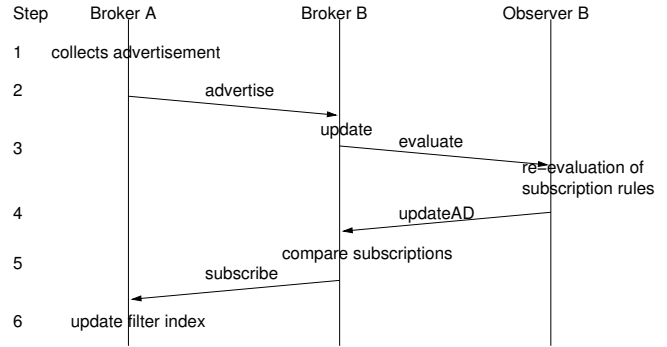 Step Broker A Broker B Observer B
1 collects advertisement
2 advertise
update
3 evaluate
re=evaluation of
subscription rules
4 updateAD
compare subscriptions
5 subscribe
6 update filter index